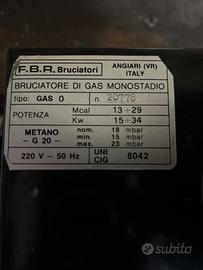 F.B.R. Bruciatori
ANGIARI (VR)
ITALY
BRUCIATORE DI GAS MONOSTADIO
tipo: GAS 0 n. 20778
POTENZA
Mcal 13÷29
Kw 15÷34
METANO
- G 20 -
nom. 18 mbar
min. 15 mbar
max. 23 mbar
220 V - 50 Hz
UNI
CIG
8042
subito